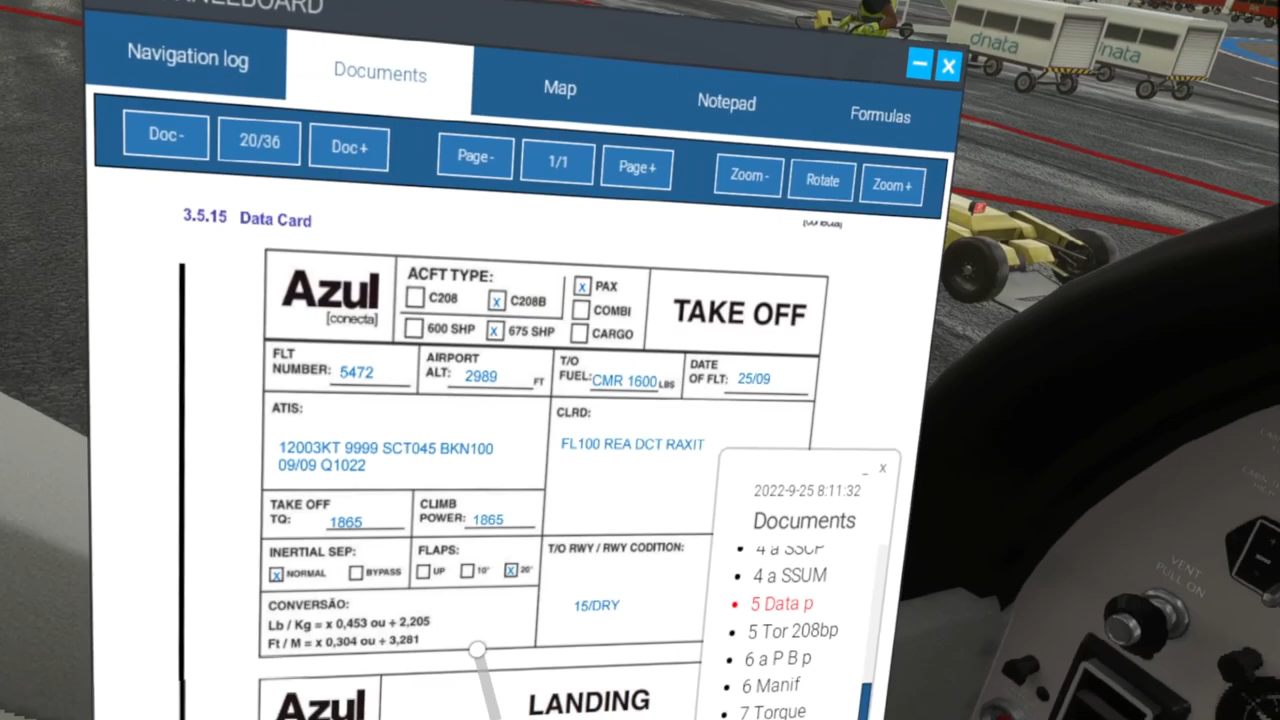 Navigation log
Documents
Map
Notepad
Formulas
Doc-
20/36
Doc+
Page-
1/1
Page+
Zoom-
Rotate
Zoom+
3.5.15 Data Card
Azul
[conecta]
ACFT TYPE:
C208
x C208B
600 SHP
x 675 SHP
x PAX
COMBI
CARGO
TAKE OFF
FLT
NUMBER: 5472
AIRPORT
ALT: 2989 FT
T/O
FUEL: CMR 1600 LBS
DATE
OF FLT: 25/09
ATIS:
12003KT 9999 SCT045 BKN100
09/09 Q1022
CLRD:
FL100 REA DCT RAXIT
TAKE OFF
TQ: 1865
CLIMB
POWER: 1865
INERTIAL SEP:
x NORMAL
BYPASS
FLAPS:
UP
10°
x 20°
T/O RWY / RWY CODITION:
15/DRY
CONVERSÃO:
Lb / Kg = x 0,453 ou ÷ 2,205
Ft / M = x 0,304 ou ÷ 3,281
Azul
LANDING
2022-9-25 8:11:32
Documents
4 a SSCP
4 a SSUM
5 Data p
5 Tor 208bp
6 a P B p
6 Manif
7 Torque
dnata
dnata
VENT
PULL ON